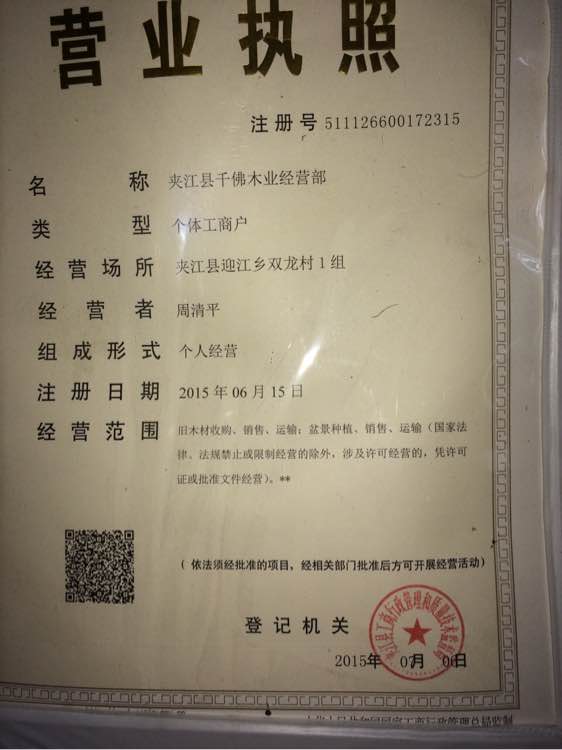 营业执照
注册号 511126600172315
名称 夹江县千佛木业经营部
类型 个体工商户
经营场所 夹江县迎江乡双龙村1组
经营者 周清平
组成形式 个人经营
注册日期 2015年06月15日
经营范围 旧木材收购、销售、运输；盆景种植、销售、运输（国家法
律、法规禁止或限制经营的除外，涉及许可经营的，凭许可
证或批准文件经营）。**
（依法须经批准的项目，经相关部门批准后方可开展经营活动）
登记机关
2015年 07月 06日